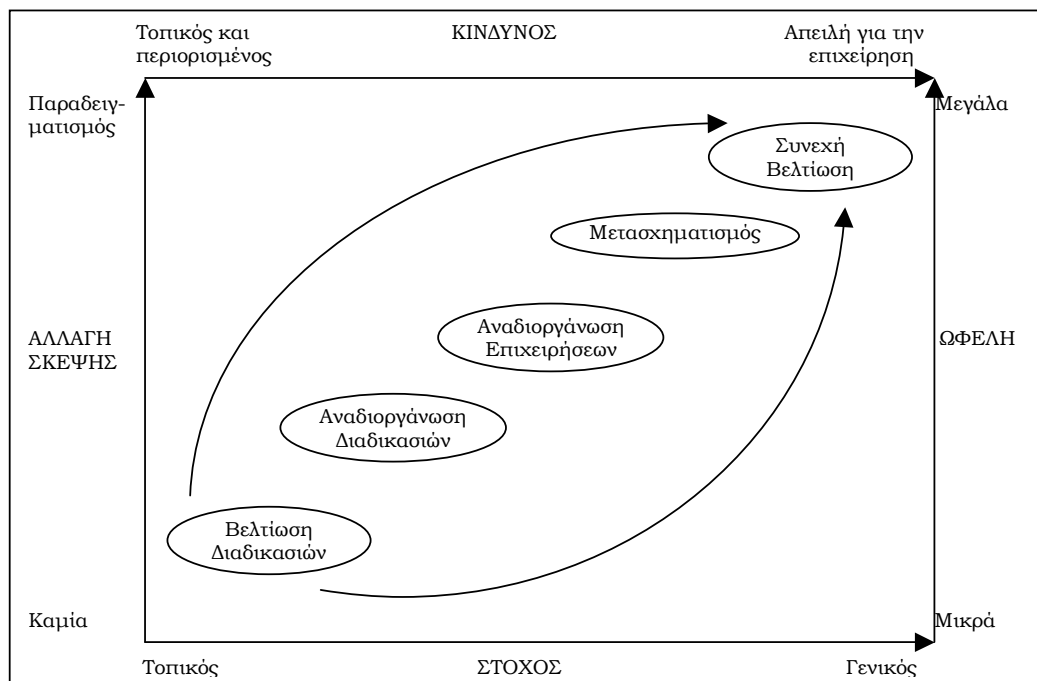 Τοπικός και
περιορισμένος
ΚΙΝΔΥΝΟΣ
Απειλή για την
επιχείρηση
Παραδειγ-
ματισμός
Μεγάλα
Συνεχή
Βελτίωση
Μετασχηματισμός
ΑΛΛΑΓΗ
ΣΚΕΨΗΣ
Αναδιοργάνωση
Επιχειρήσεων
ΩΦΕΛΗ
Αναδιοργάνωση
Διαδικασιών
Βελτίωση
Διαδικασιών
Καμία
Μικρά
Τοπικός
ΣΤΟΧΟΣ
Γενικός